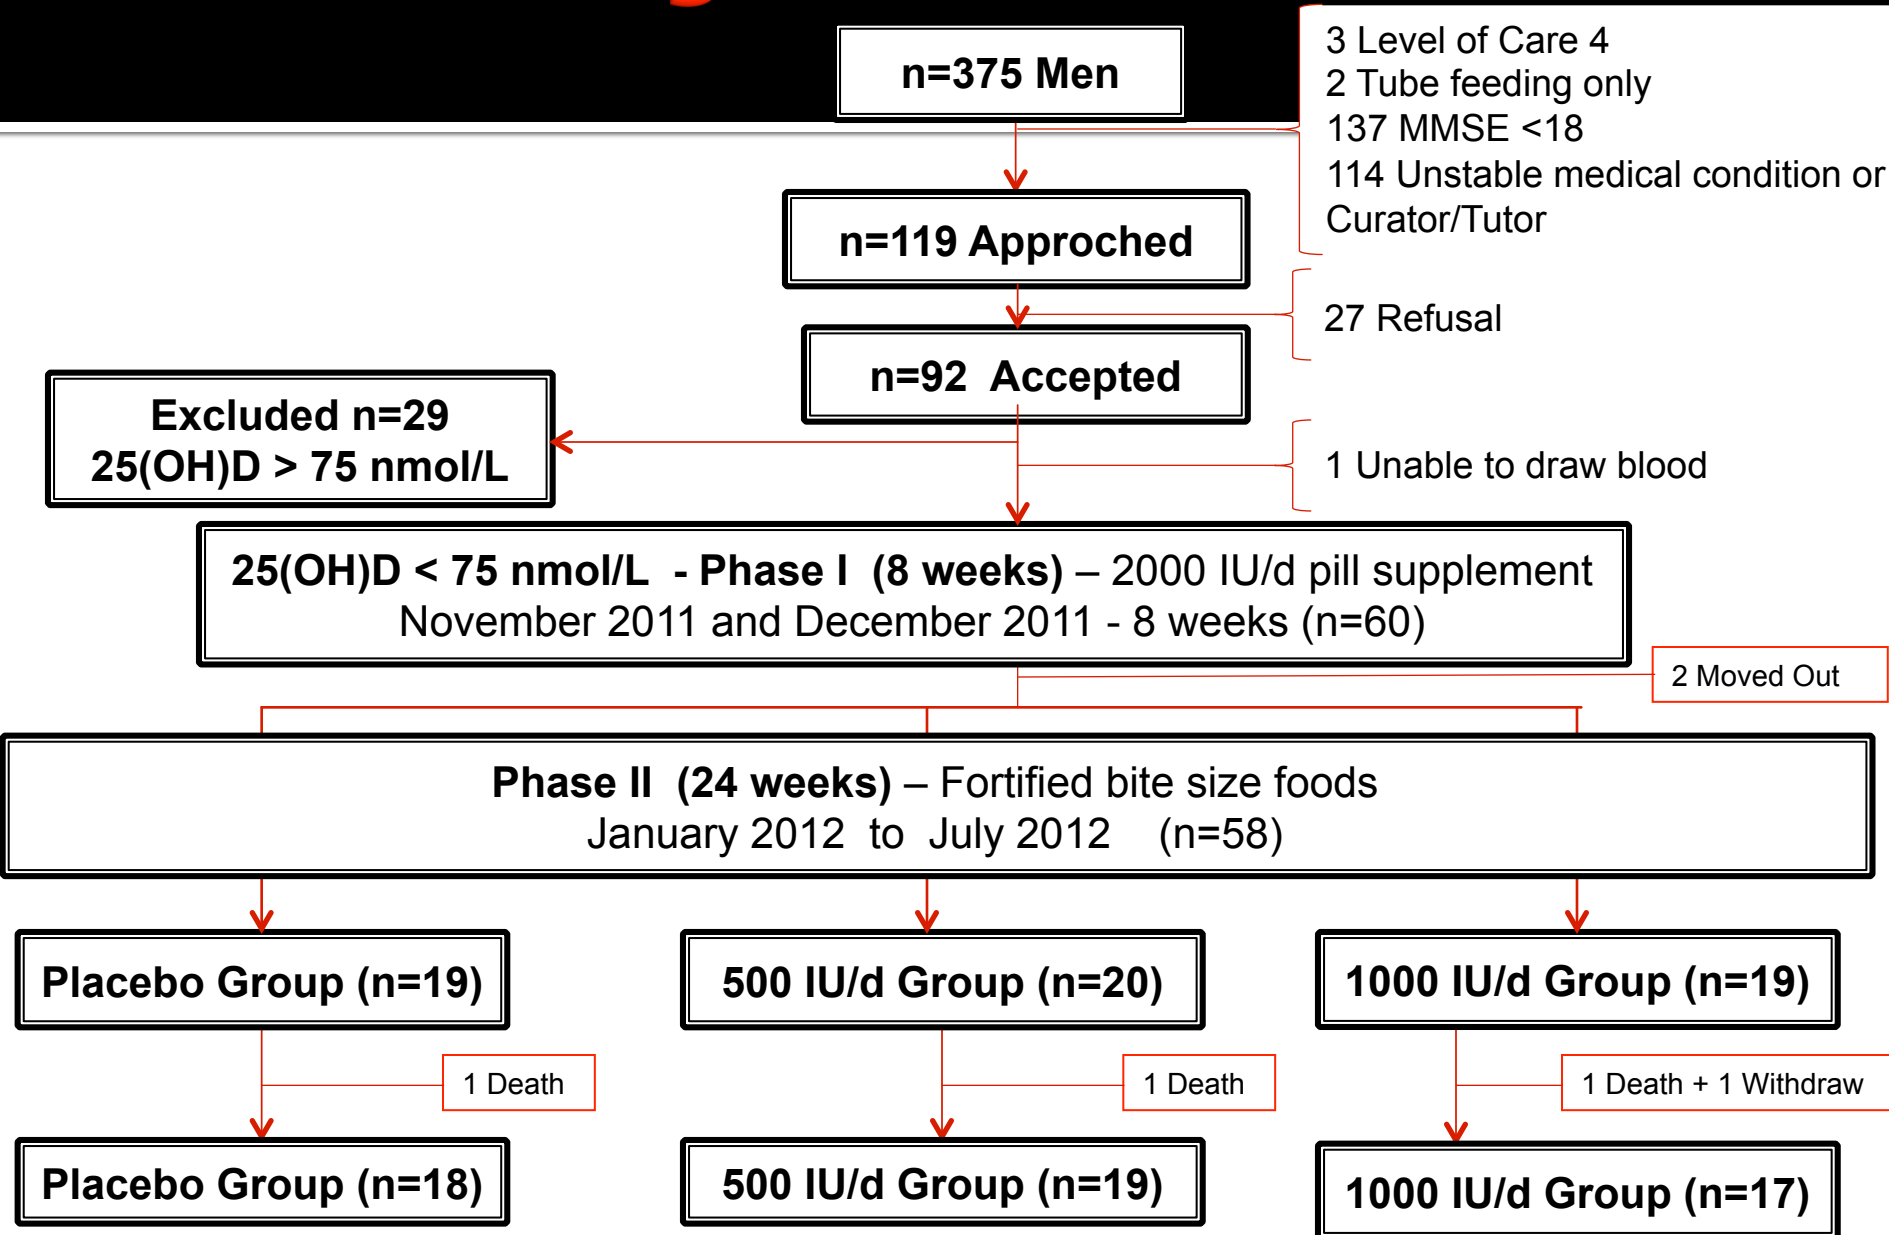 n=375 Men
3 Level of Care 4
2 Tube feeding only
137 MMSE <18
114 Unstable medical condition or
Curator/Tutor
n=119 Approched
27 Refusal
n=92 Accepted
Excluded n=29
25(OH)D > 75 nmol/L
1 Unable to draw blood
25(OH)D < 75 nmol/L - Phase I (8 weeks) – 2000 IU/d pill supplement
November 2011 and December 2011 - 8 weeks (n=60)
2 Moved Out
Phase II (24 weeks) – Fortified bite size foods
January 2012 to July 2012 (n=58)
Placebo Group (n=19)
500 IU/d Group (n=20)
1000 IU/d Group (n=19)
1 Death
1 Death
1 Death + 1 Withdraw
Placebo Group (n=18)
500 IU/d Group (n=19)
1000 IU/d Group (n=17)